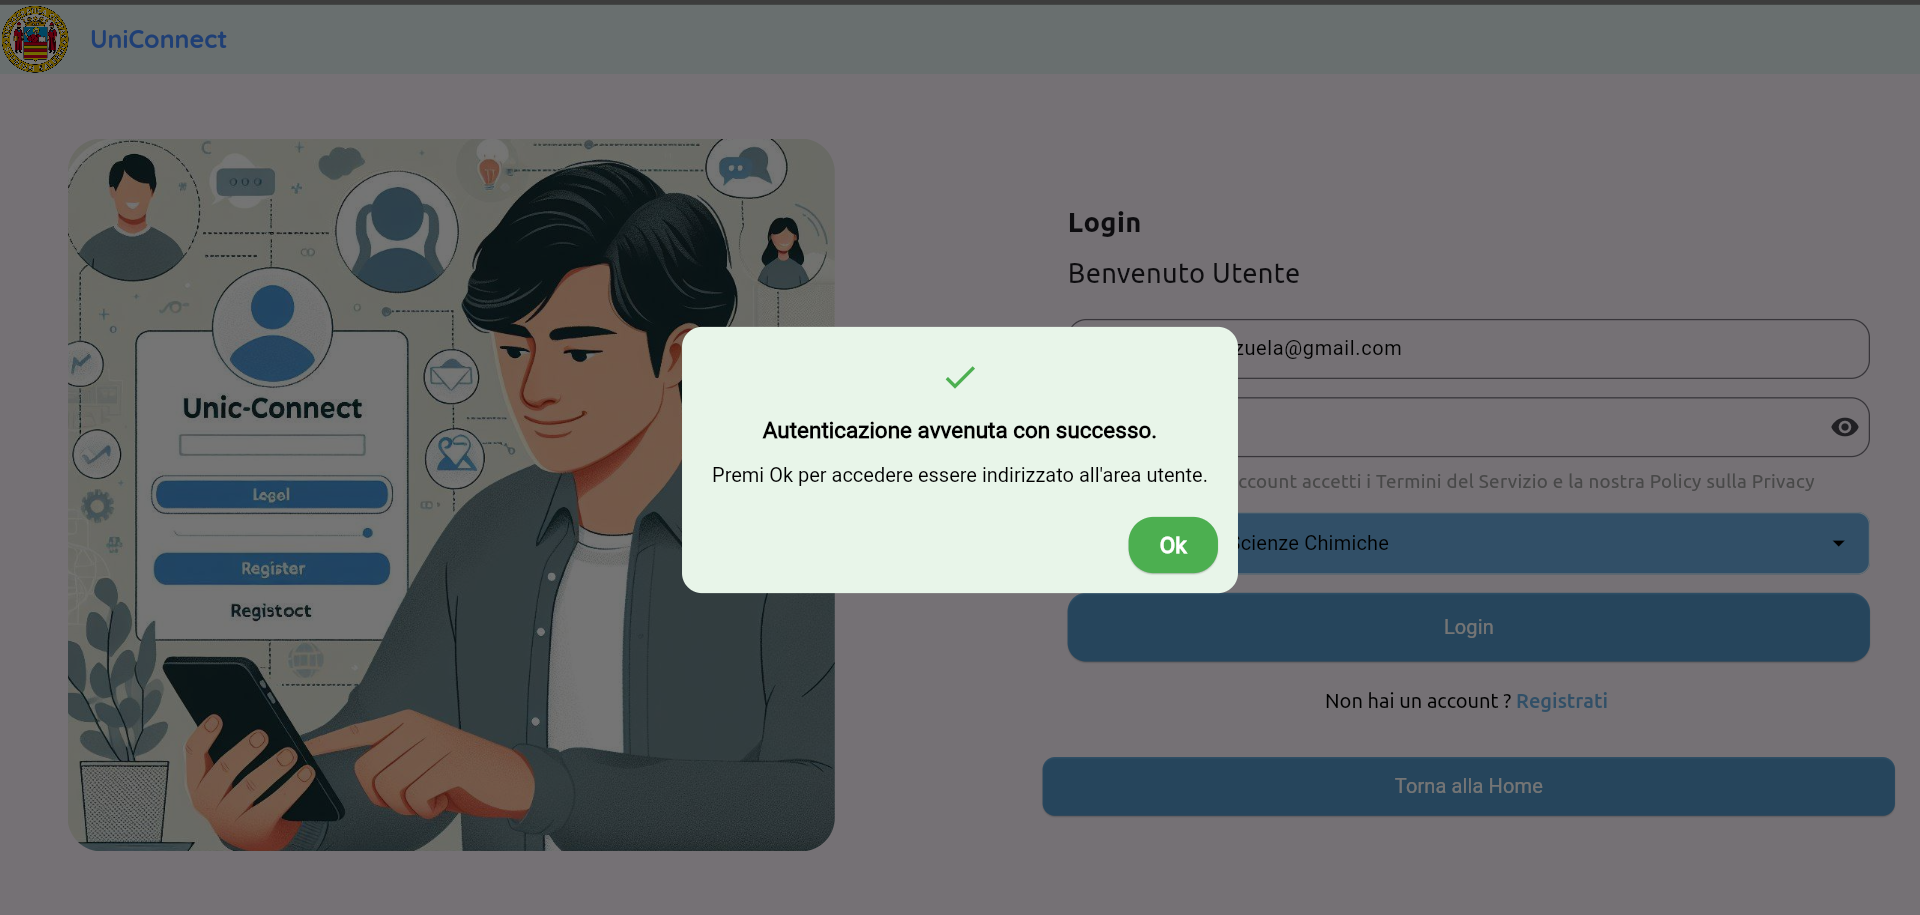 UniConnect
Unic-Connect
Logol
Register
Registoct
Login
Benvenuto Utente
zuela@gmail.com
ccount accetti i Termini del Servizio e la nostra Policy sulla Privacy
Scienze Chimiche
Login
Non hai un account ? Registrati
Torna alla Home
Autenticazione avvenuta con successo.
Premi Ok per accedere essere indirizzato all'area utente.
Ok